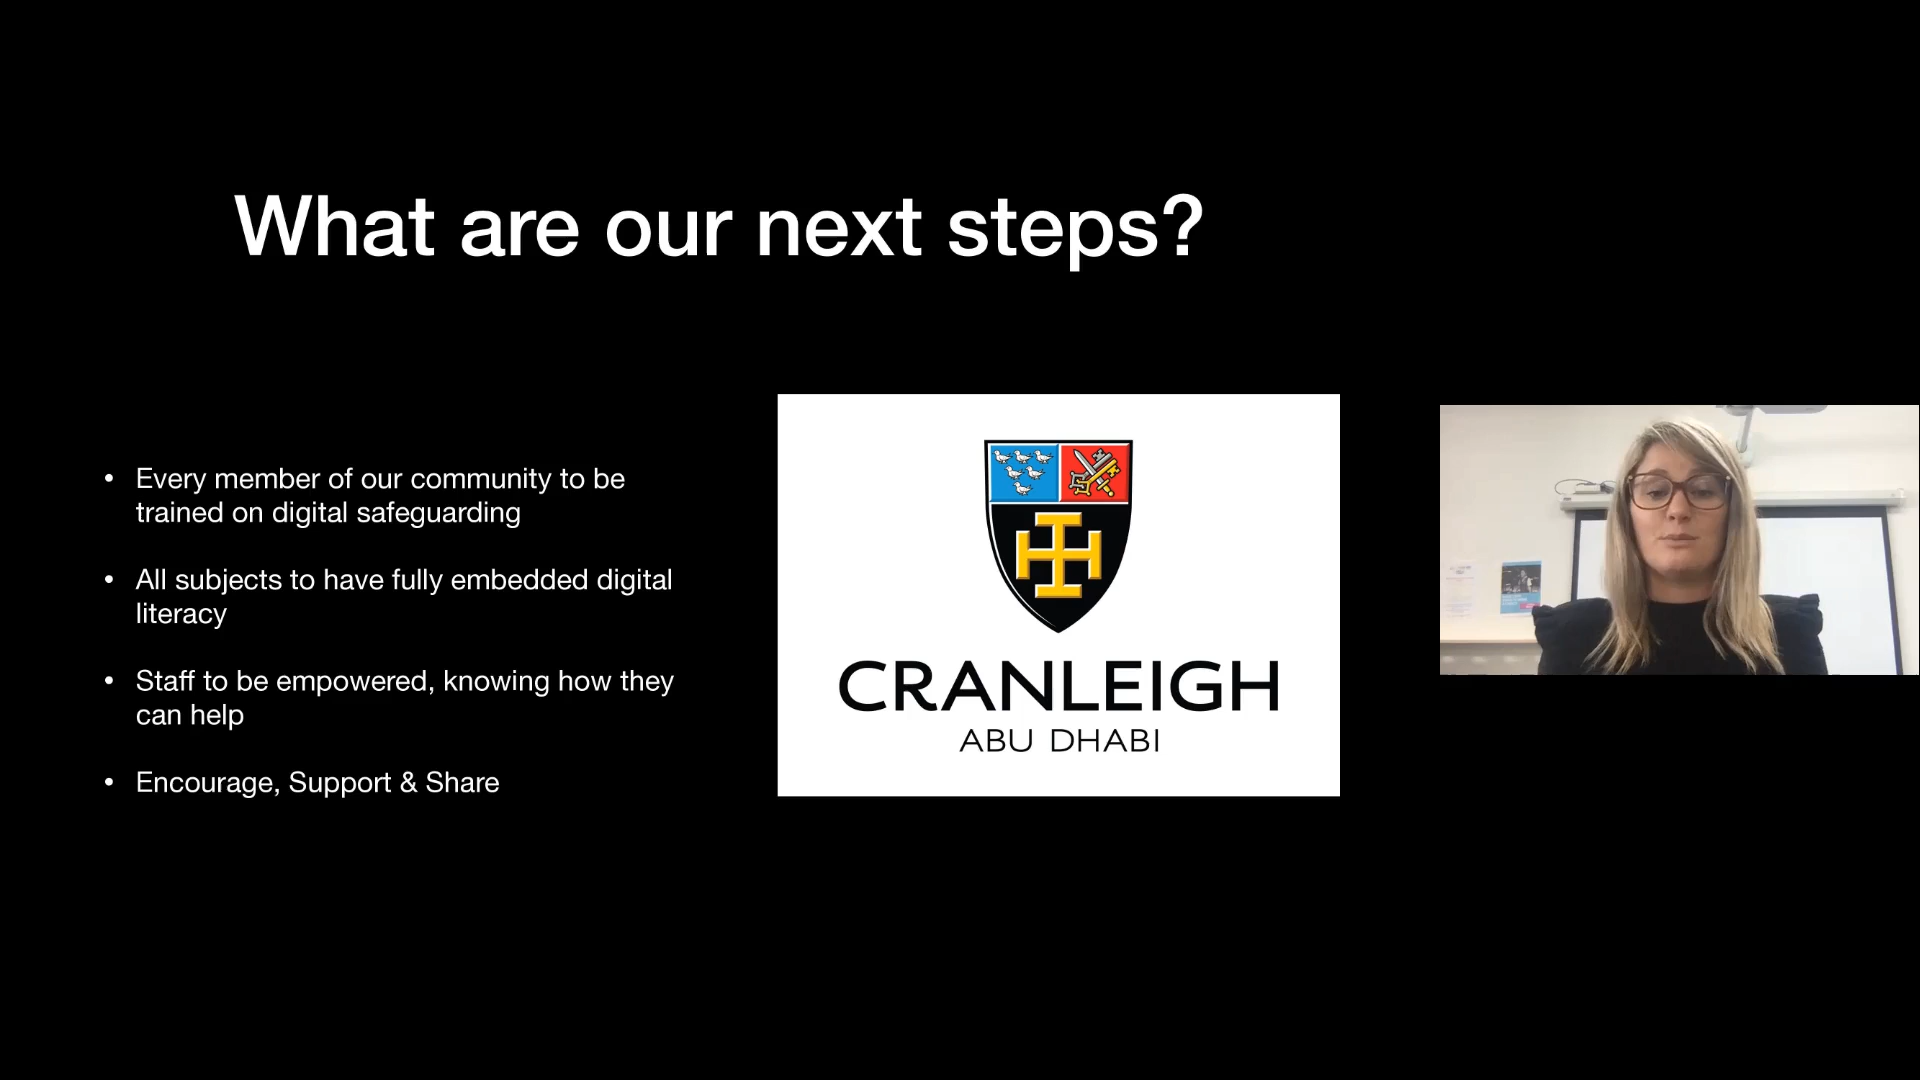 What are our next steps?
• Every member of our community to be
trained on digital safeguarding
• All subjects to have fully embedded digital
literacy
• Staff to be empowered, knowing how they
can help
• Encourage, Support & Share
CRANLEIGH
ABU DHABI